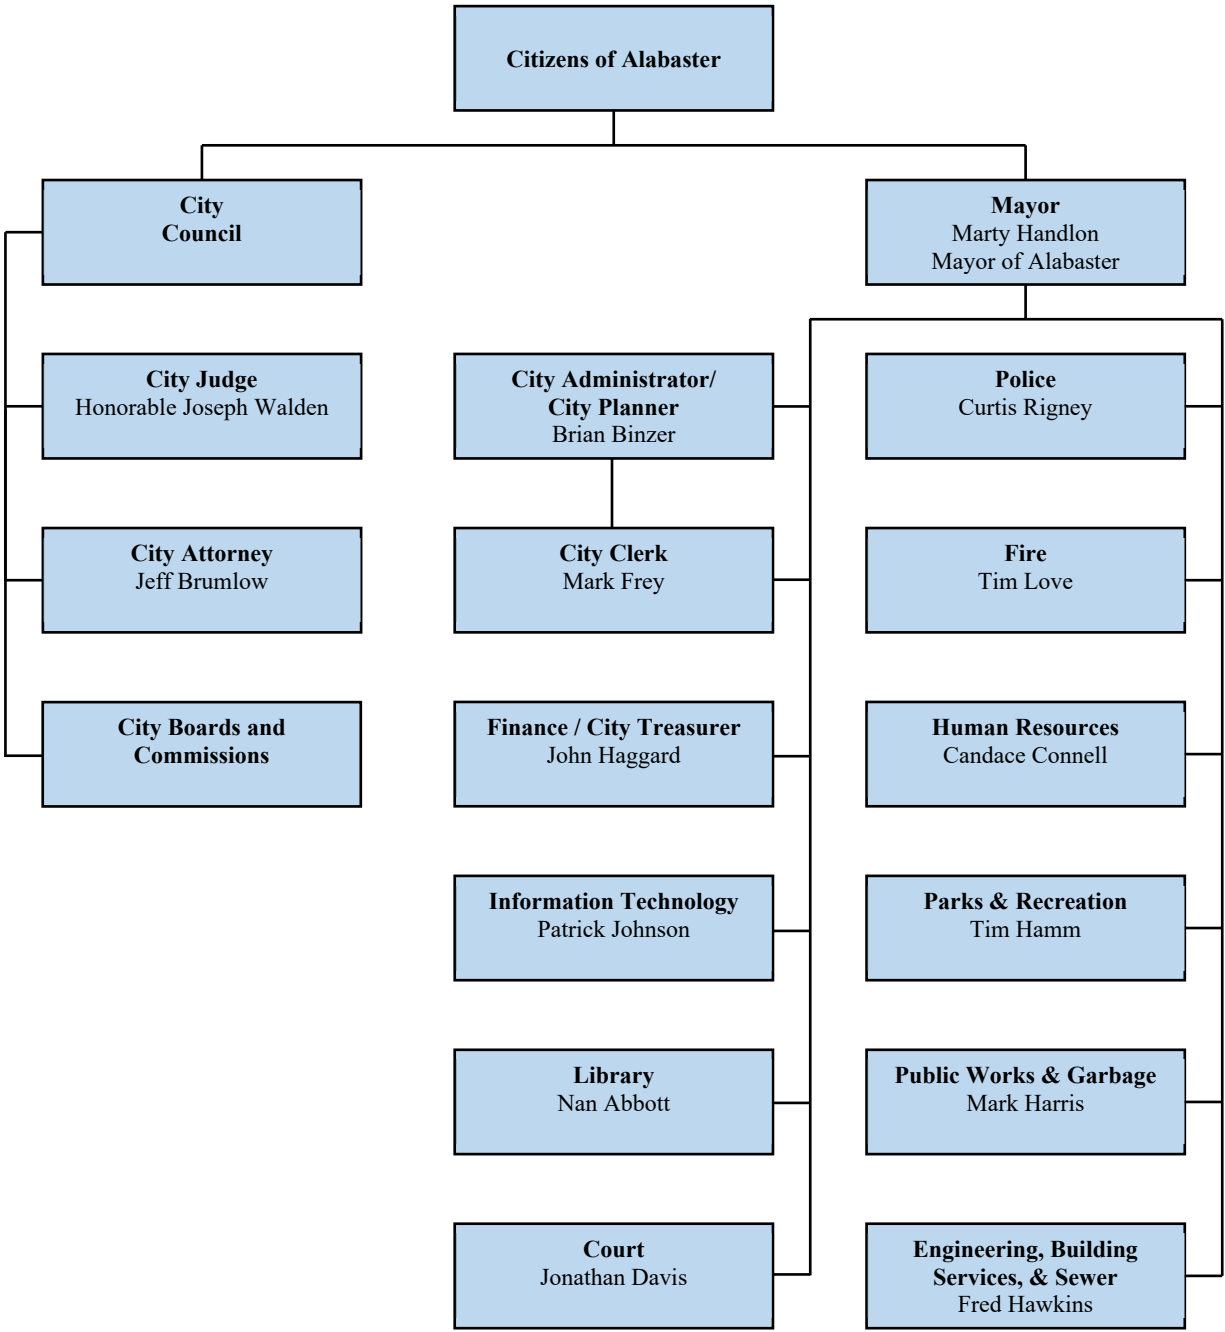 Citizens of Alabaster
City
Council
Mayor
Marty Handlon
Mayor of Alabaster
City Judge
Honorable Joseph Walden
City Administrator/
City Planner
Brian Binzer
Police
Curtis Rigney
City Attorney
Jeff Brumlow
City Clerk
Mark Frey
Fire
Tim Love
City Boards and
Commissions
Finance / City Treasurer
John Haggard
Human Resources
Candace Connell
Information Technology
Patrick Johnson
Parks & Recreation
Tim Hamm
Library
Nan Abbott
Public Works & Garbage
Mark Harris
Court
Jonathan Davis
Engineering, Building
Services, & Sewer
Fred Hawkins